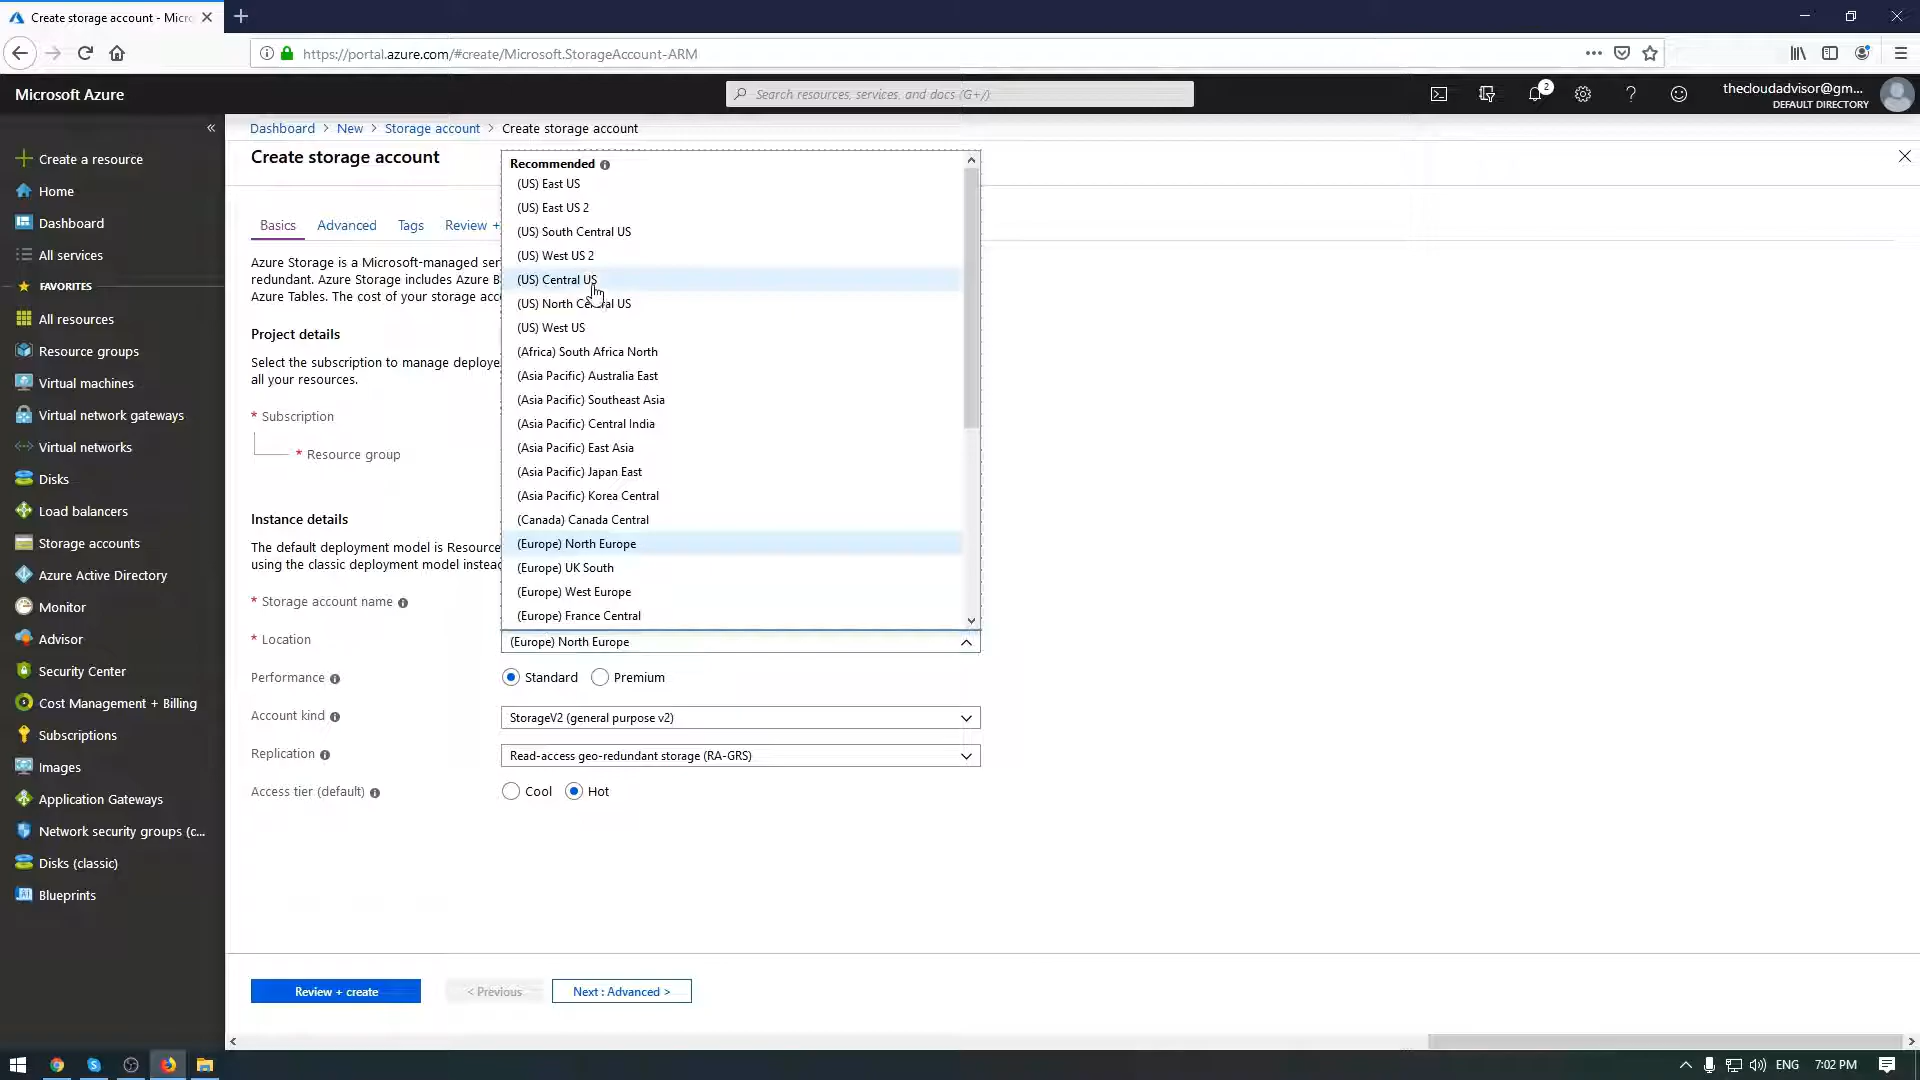 Create storage account - Micro
https://portal.azure.com/#create/Microsoft.StorageAccount-ARM
Microsoft Azure
Search resources, services, and docs (G+/)
2
thecloudadvisor@gm...
DEFAULT DIRECTORY
Create a resource
Home
Dashboard
All services
FAVORITES
All resources
Resource groups
Virtual machines
Virtual network gateways
Virtual networks
Disks
Load balancers
Storage accounts
Azure Active Directory
Monitor
Advisor
Security Center
Cost Management + Billing
Subscriptions
Images
Application Gateways
Network security groups (c...
Disks (classic)
Blueprints
Dashboard > New > Storage account > Create storage account
Create storage account
Basics Advanced Tags Review +
Azure Storage is a Microsoft-managed ser
redundant. Azure Storage includes Azure B
Azure Tables. The cost of your storage acc
Project details
Select the subscription to manage deploye
all your resources.
* Subscription
* Resource group
Instance details
The default deployment model is Resource
using the classic deployment model instead
* Storage account name
* Location
Recommended
(US) East US
(US) East US 2
(US) South Central US
(US) West US 2
(US) Central US
(US) North Central US
(US) West US
(Africa) South Africa North
(Asia Pacific) Australia East
(Asia Pacific) Southeast Asia
(Asia Pacific) Central India
(Asia Pacific) East Asia
(Asia Pacific) Japan East
(Asia Pacific) Korea Central
(Canada) Canada Central
(Europe) North Europe
(Europe) UK South
(Europe) West Europe
(Europe) France Central
(Europe) North Europe
Performance
Standard Premium
Account kind
StorageV2 (general purpose v2)
Replication
Read-access geo-redundant storage (RA-GRS)
Access tier (default)
Cool Hot
Review + create
< Previous
Next : Advanced >
ENG
7:02 PM